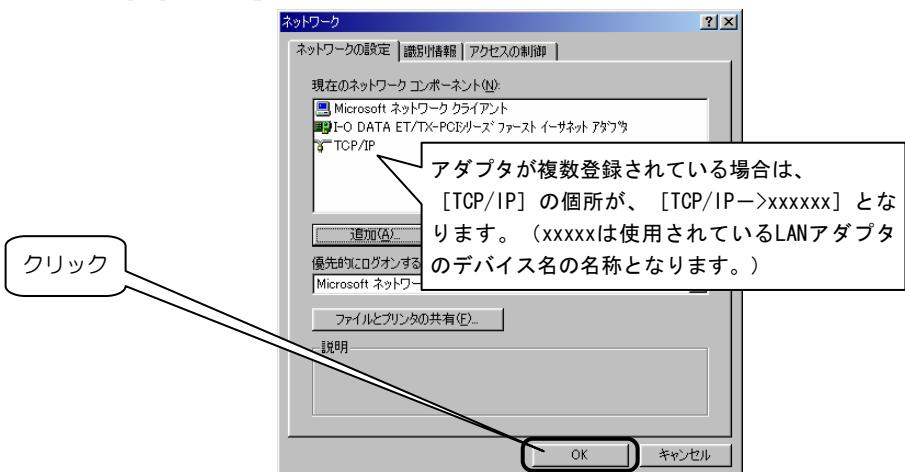 ネットワーク
ネットワークの設定 識別情報 アクセスの制御
現在のネットワーク コンポーネント(N):
Microsoft ネットワーク クライアント
I-O DATA ET/TX-PCIシリーズ ファースト イーサネット アダプタ
TCP/IP
アダプタが複数登録されている場合は、
[TCP/IP] の個所が、 [TCP/IPー>xxxxxx] とな
ります。 (xxxxxは使用されているLANアダプタ
のデバイス名の名称となります。)
追加(A)...
クリック
優先的にログオンする
Microsoft ネットワー
ファイルとプリンタの共有(F)...
説明
OK キャンセル